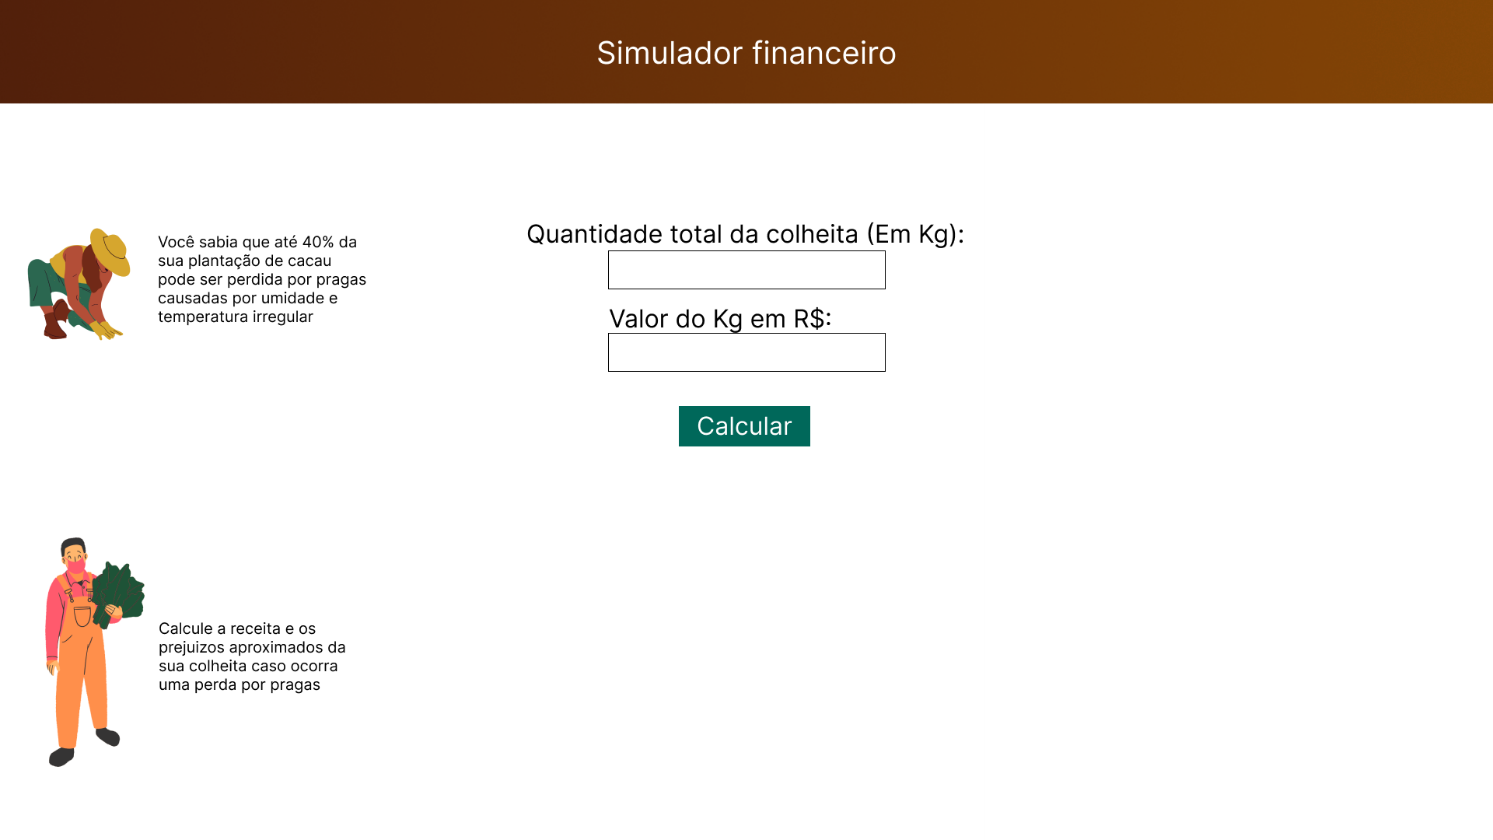 Simulador financeiro
Você sabia que até 40% da
sua plantação de cacau
pode ser perdida por pragas
causadas por umidade e
temperatura irregular
Quantidade total da colheita (Em Kg):
Valor do Kg em R$:
Calcular
Calcule a receita e os
prejuizos aproximados da
sua colheita caso ocorra
uma perda por pragas